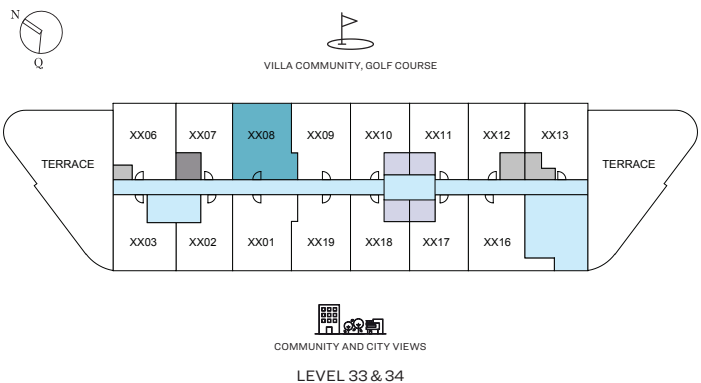 N
Q
VILLA COMMUNITY, GOLF COURSE
XX06 XX07 XX08 XX09 XX10 XX11 XX12 XX13
TERRACE TERRACE
XX03 XX02 XX01 XX19 XX18 XX17 XX16
COMMUNITY AND CITY VIEWS
LEVEL 33 & 34